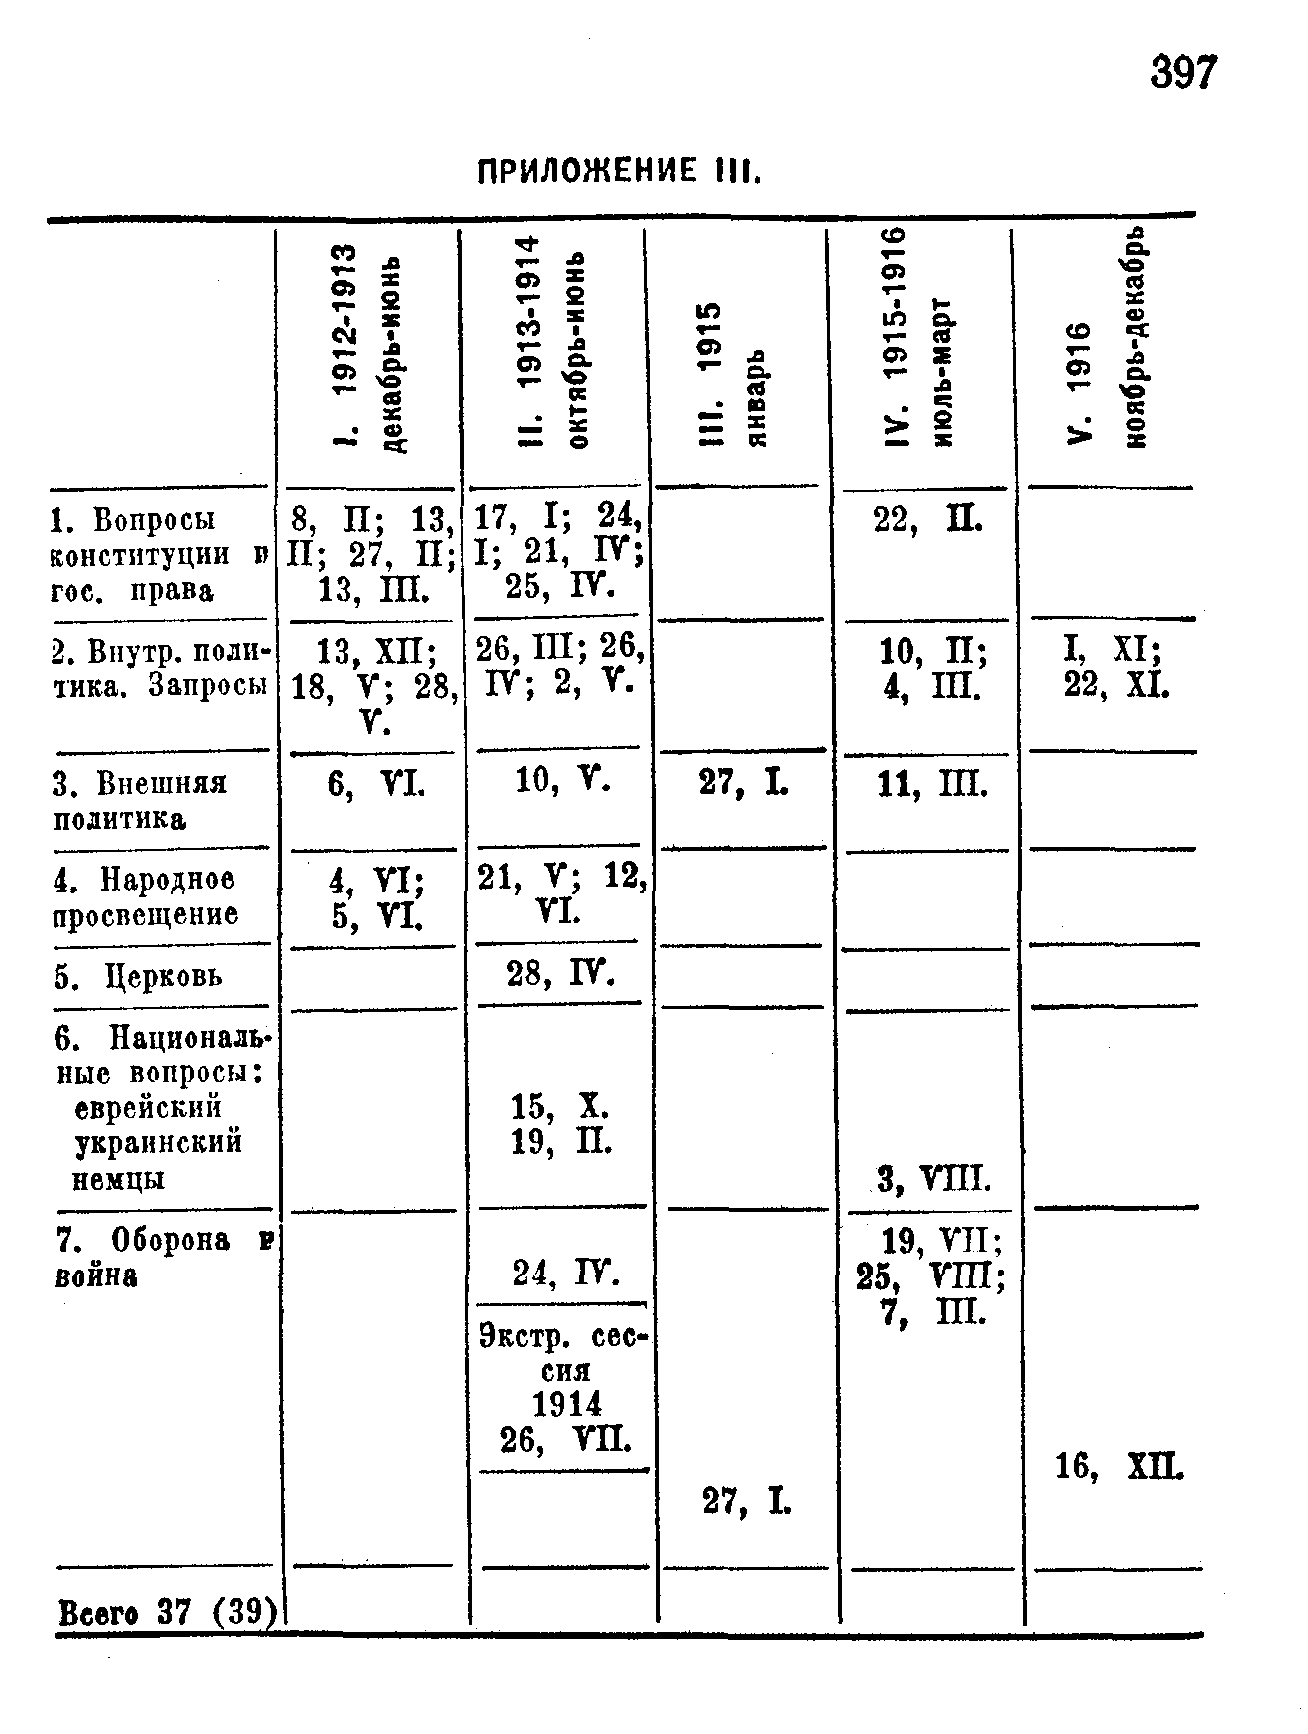 397
ПРИЛОЖЕНИЕ III.
I. 1912-1913
декабрь-июнь
II. 1913-1914
октябрь-июнь
III. 1915
январь
IV. 1915-1916
июль-март
V. 1916
ноябрь-декабрь
1. Вопросы
конституции и
гос. права
8, II; 13,
II; 27, II;
13, III.
17, I; 24,
I; 21, IV;
25, IV.
22, II.
2. Внутр. поли-
тика. Запросы
13, XII;
18, V; 28,
V.
26, III; 26,
IV; 2, V.
10, II;
4, III.
I, XI;
22, XI.
3. Внешняя
политика
6, VI.
10, V.
27, I.
11, III.
4. Народное
просвещение
4, VI;
5, VI.
21, V; 12,
VI.
5. Церковь
28, IV.
6. Националь-
ные вопросы:
еврейский
украинский
немцы
15, X.
19, II.
3, VIII.
7. Оборона и
война
24, IV.
Экстр. сес-
сия
1914
26, VII.
27, I.
19, VII;
25, VIII;
7, III.
16, XII.
Всего 37 (39)